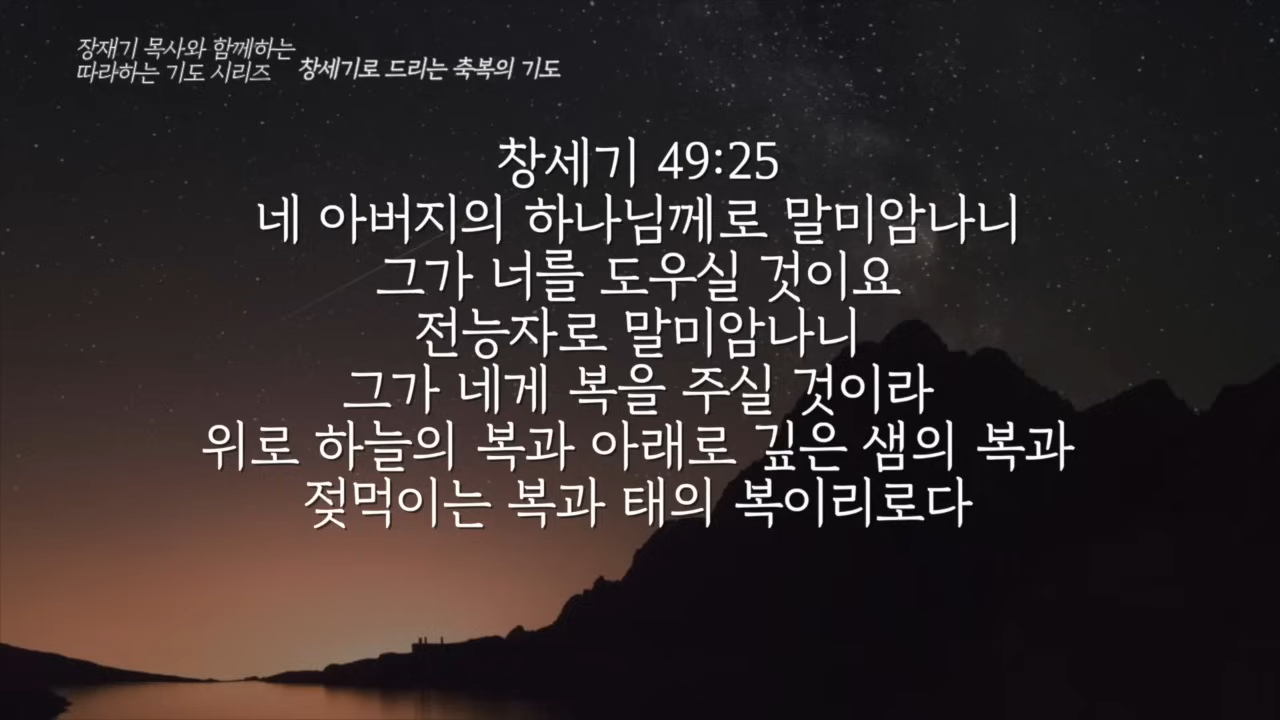 장재기 목사와 함께하는
따라하는 기도 시리즈 창세기로 드리는 축복의 기도
창세기 49:25
네 아버지의 하나님께로 말미암나니
그가 너를 도우실 것이요
전능자로 말미암나니
그가 네게 복을 주실 것이라
위로 하늘의 복과 아래로 깊은 샘의 복과
젖먹이는 복과 태의 복이리로다